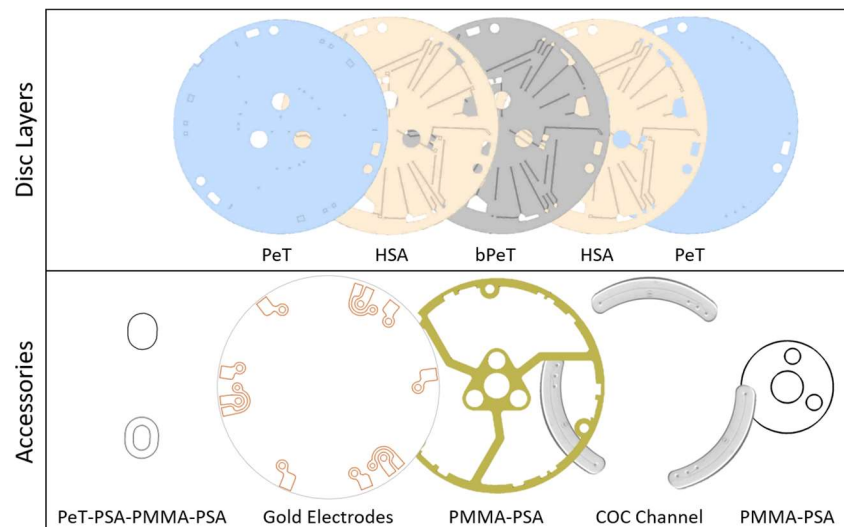 Disc Layers
PeT HSA bPeT HSA PeT
Accessories
PeT-PSA-PMMA-PSA Gold Electrodes PMMA-PSA COC Channel PMMA-PSA